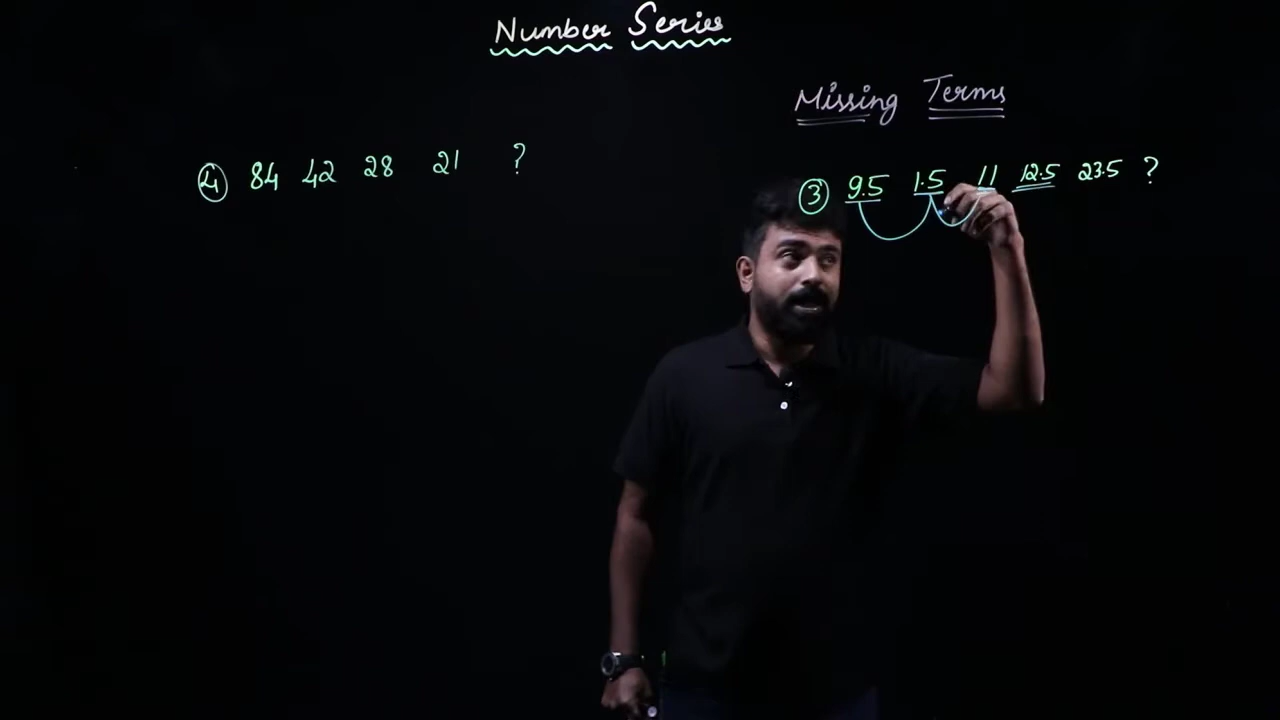 Number Series
Missing Terms
④ 84 42 28 21 ?
③ 9.5 1.5 11 12.5 23.5 ?